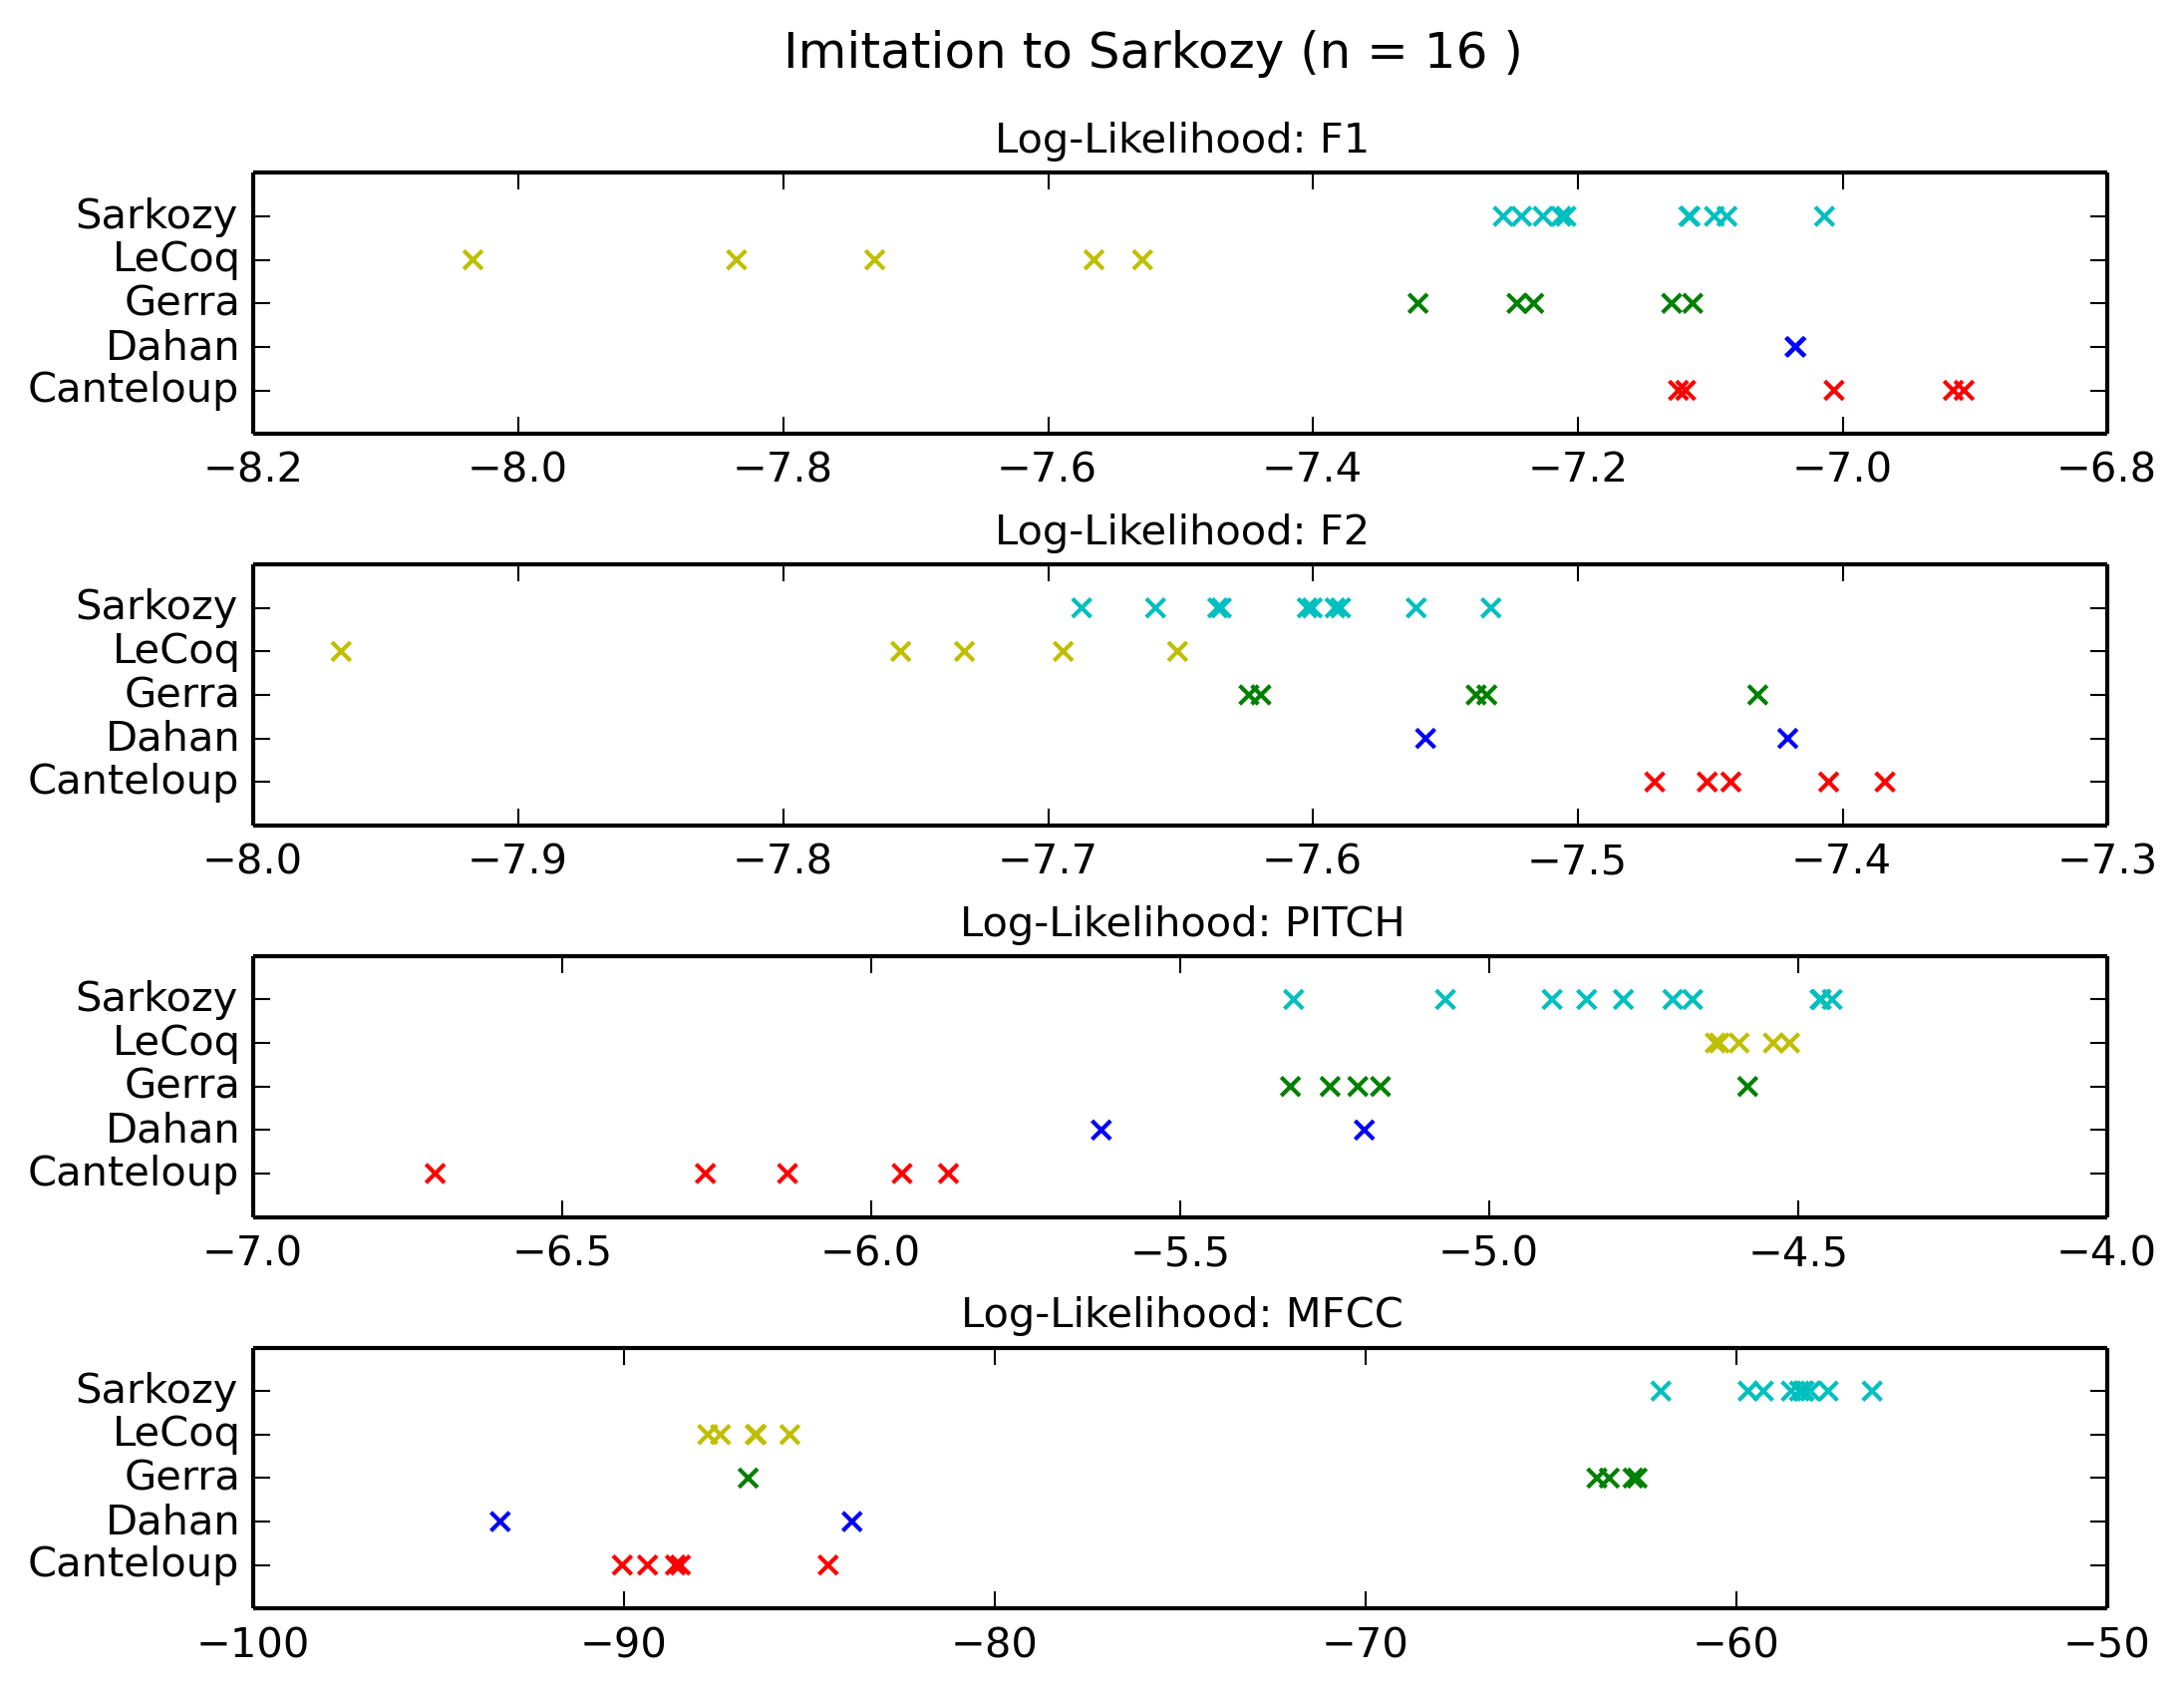 Imitation to Sarkozy (n = 16 )
Log-Likelihood: F1
Sarkozy
LeCoq
Gerra
Dahan
Canteloup
−8.2 −8.0 −7.8 −7.6 −7.4 −7.2 −7.0 −6.8
Log-Likelihood: F2
Sarkozy
LeCoq
Gerra
Dahan
Canteloup
−8.0 −7.9 −7.8 −7.7 −7.6 −7.5 −7.4 −7.3
Log-Likelihood: PITCH
Sarkozy
LeCoq
Gerra
Dahan
Canteloup
−7.0 −6.5 −6.0 −5.5 −5.0 −4.5 −4.0
Log-Likelihood: MFCC
Sarkozy
LeCoq
Gerra
Dahan
Canteloup
−100 −90 −80 −70 −60 −50